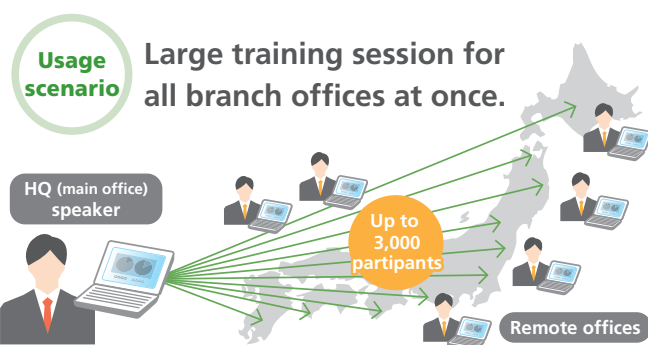 Usage
scenario
Large training session for
all branch offices at once.
HQ (main office)
speaker
Up to
3,000
partipants
Remote offices